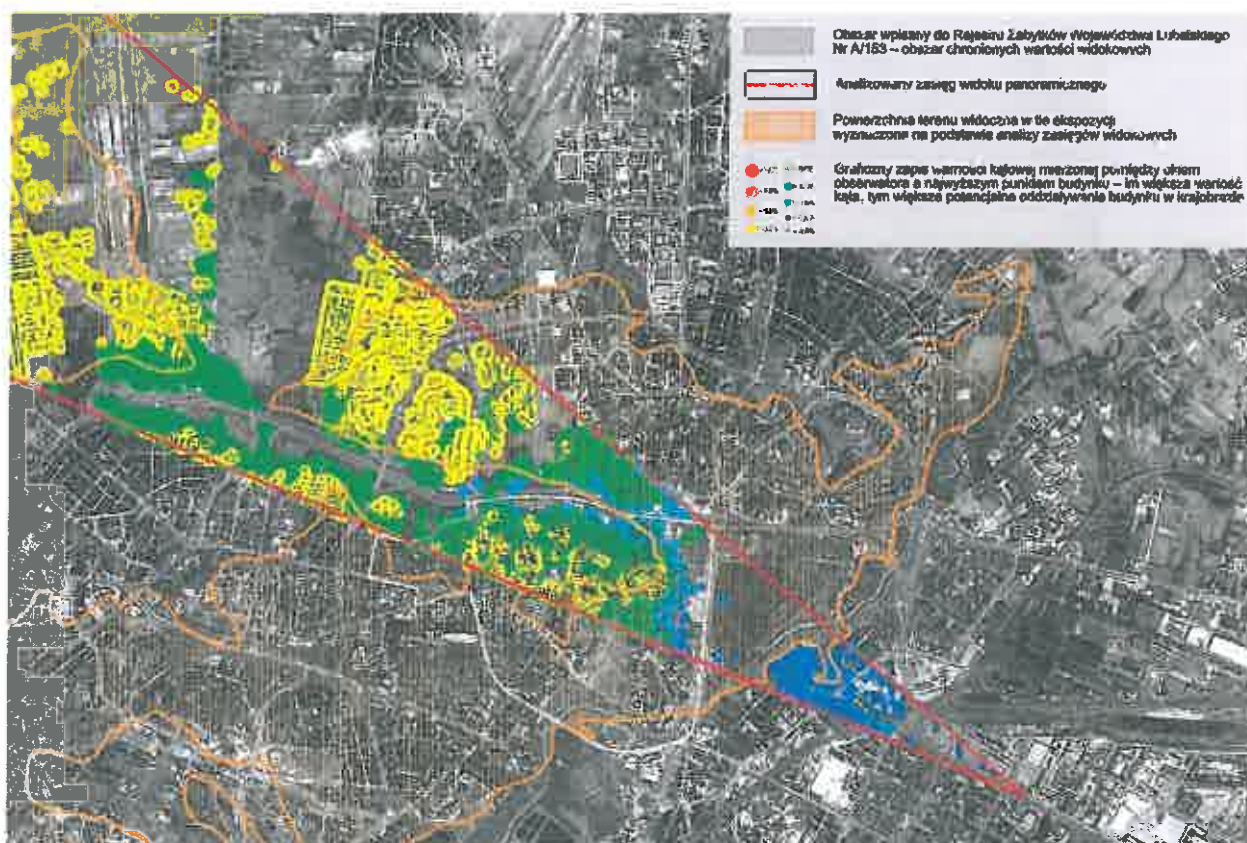 Obszar wpisany do Rejestru Zabytków Województwa Lubelskiego
Nr A/153 – obszar chronionych wartości widokowych
Analizowany zasięg widoku panoramicznego
Powierzchnia terenu widoczna w tle ekspozycji
wyznaczona na podstawie analizy zasięgów widokowych
Graficzny zapis wartości kątowej mierzonej pomiędzy okiem
obserwatora a najwyższym punktem budynku – im większa wartość
kąta, tym większe potencjalne oddziaływanie budynku w krajobrazie